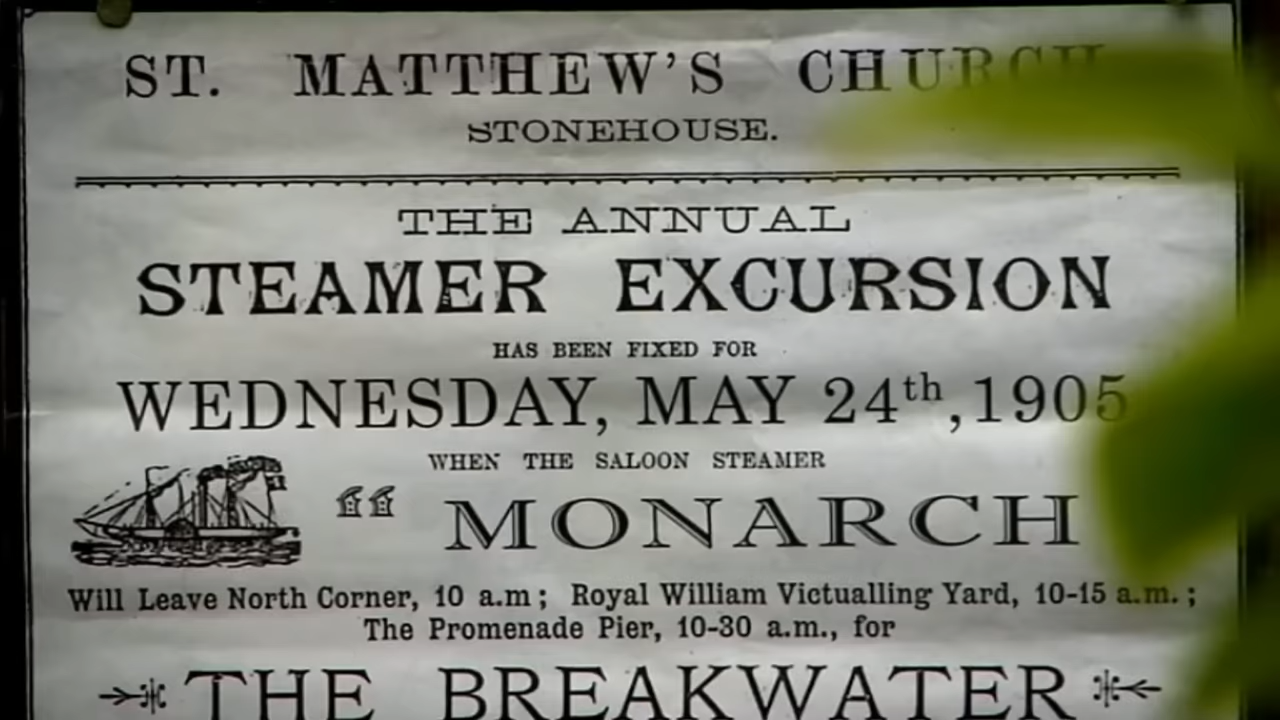 ST. MATTHEW'S CHURCH
STONEHOUSE.
THE ANNUAL
STEAMER EXCURSION
HAS BEEN FIXED FOR
WEDNESDAY, MAY 24th, 1905
WHEN THE SALOON STEAMER
“ MONARCH
Will Leave North Corner, 10 a.m; Royal William Victualling Yard, 10-15 a.m.;
The Promenade Pier, 10-30 a.m., for
THE BREAKWATER